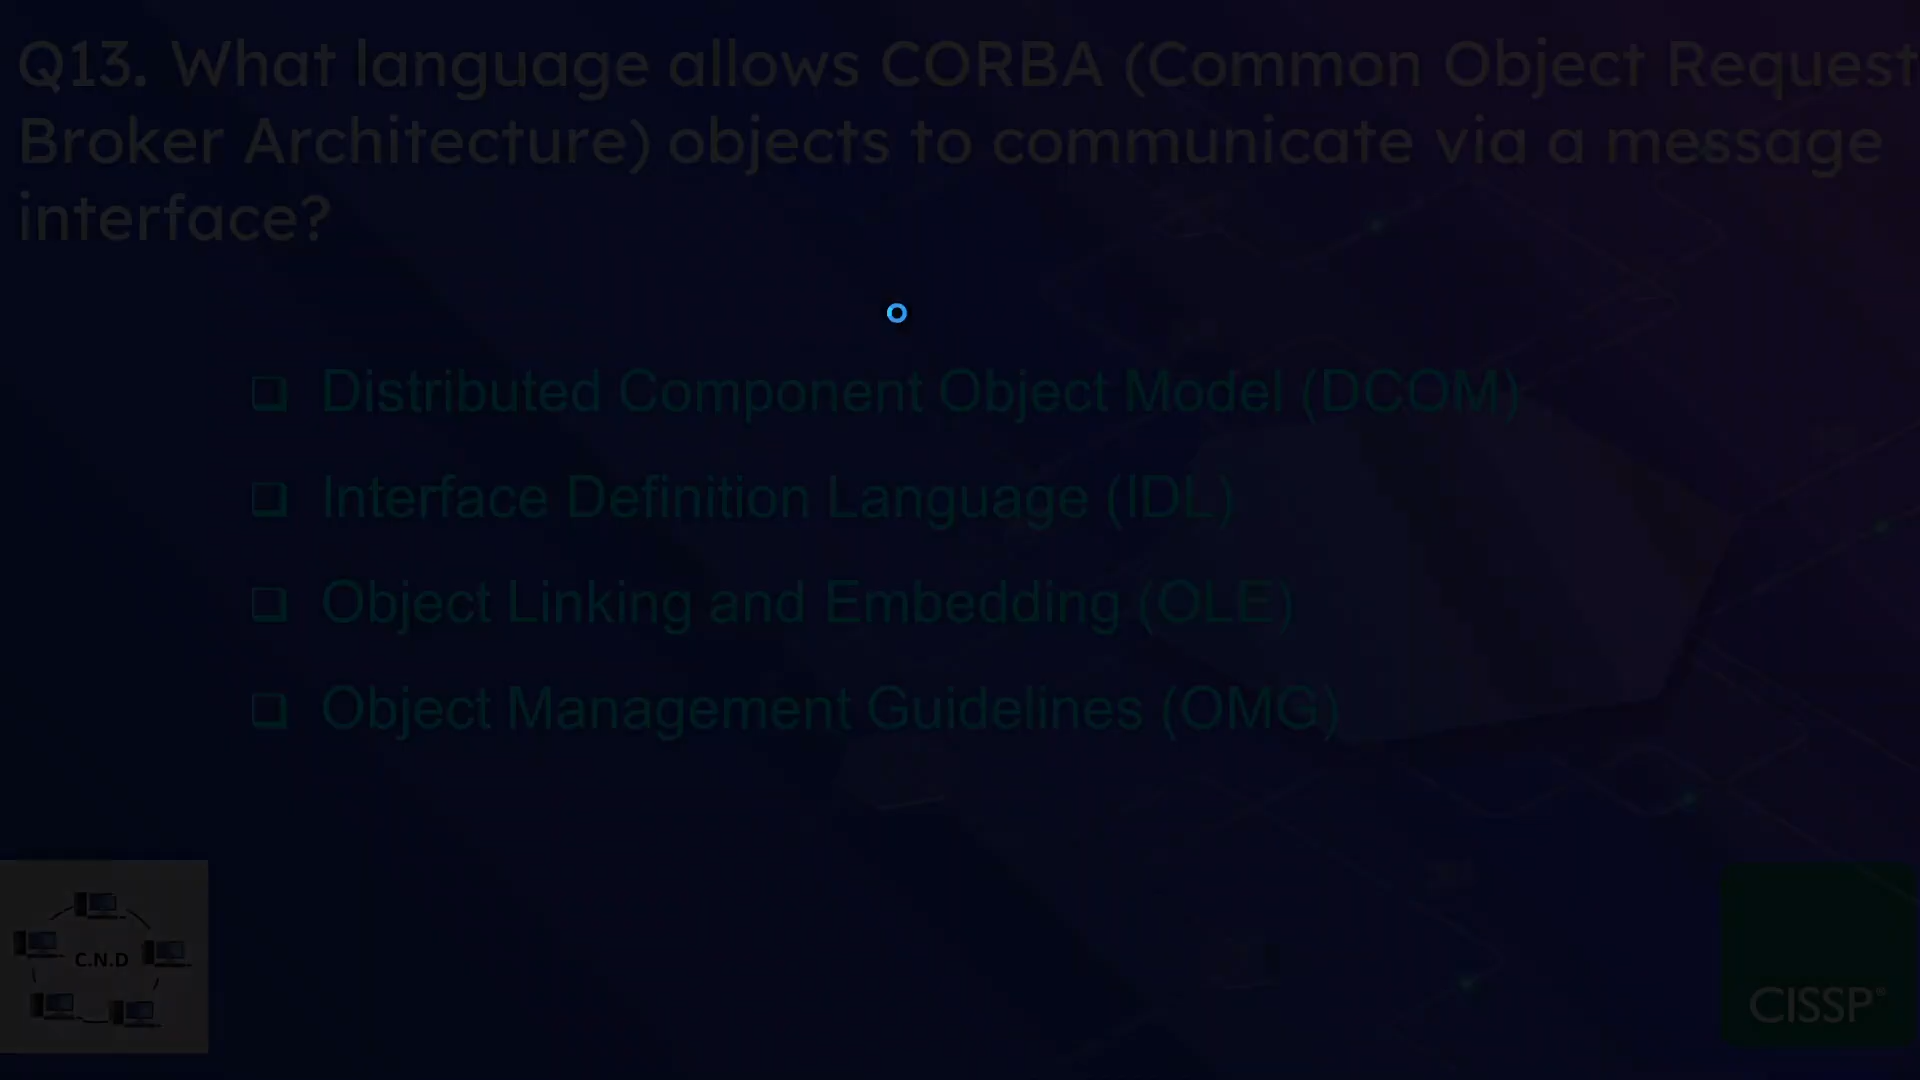 Q13. What language allows CORBA (Common Object Request
Broker Architecture) objects to communicate via a message
interface?
❑ Distributed Component Object Model (DCOM)
❑ Interface Definition Language (IDL)
❑ Object Linking and Embedding (OLE)
❑ Object Management Guidelines (OMG)
C.N.D
CISSP®